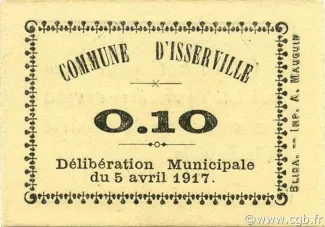 COMMUNE D'ISSERVILLE
0.10
Délibération Municipale
du 5 avril 1917.
BLIDA. — IMP. A. MAUGUIN
© www.cgb.fr